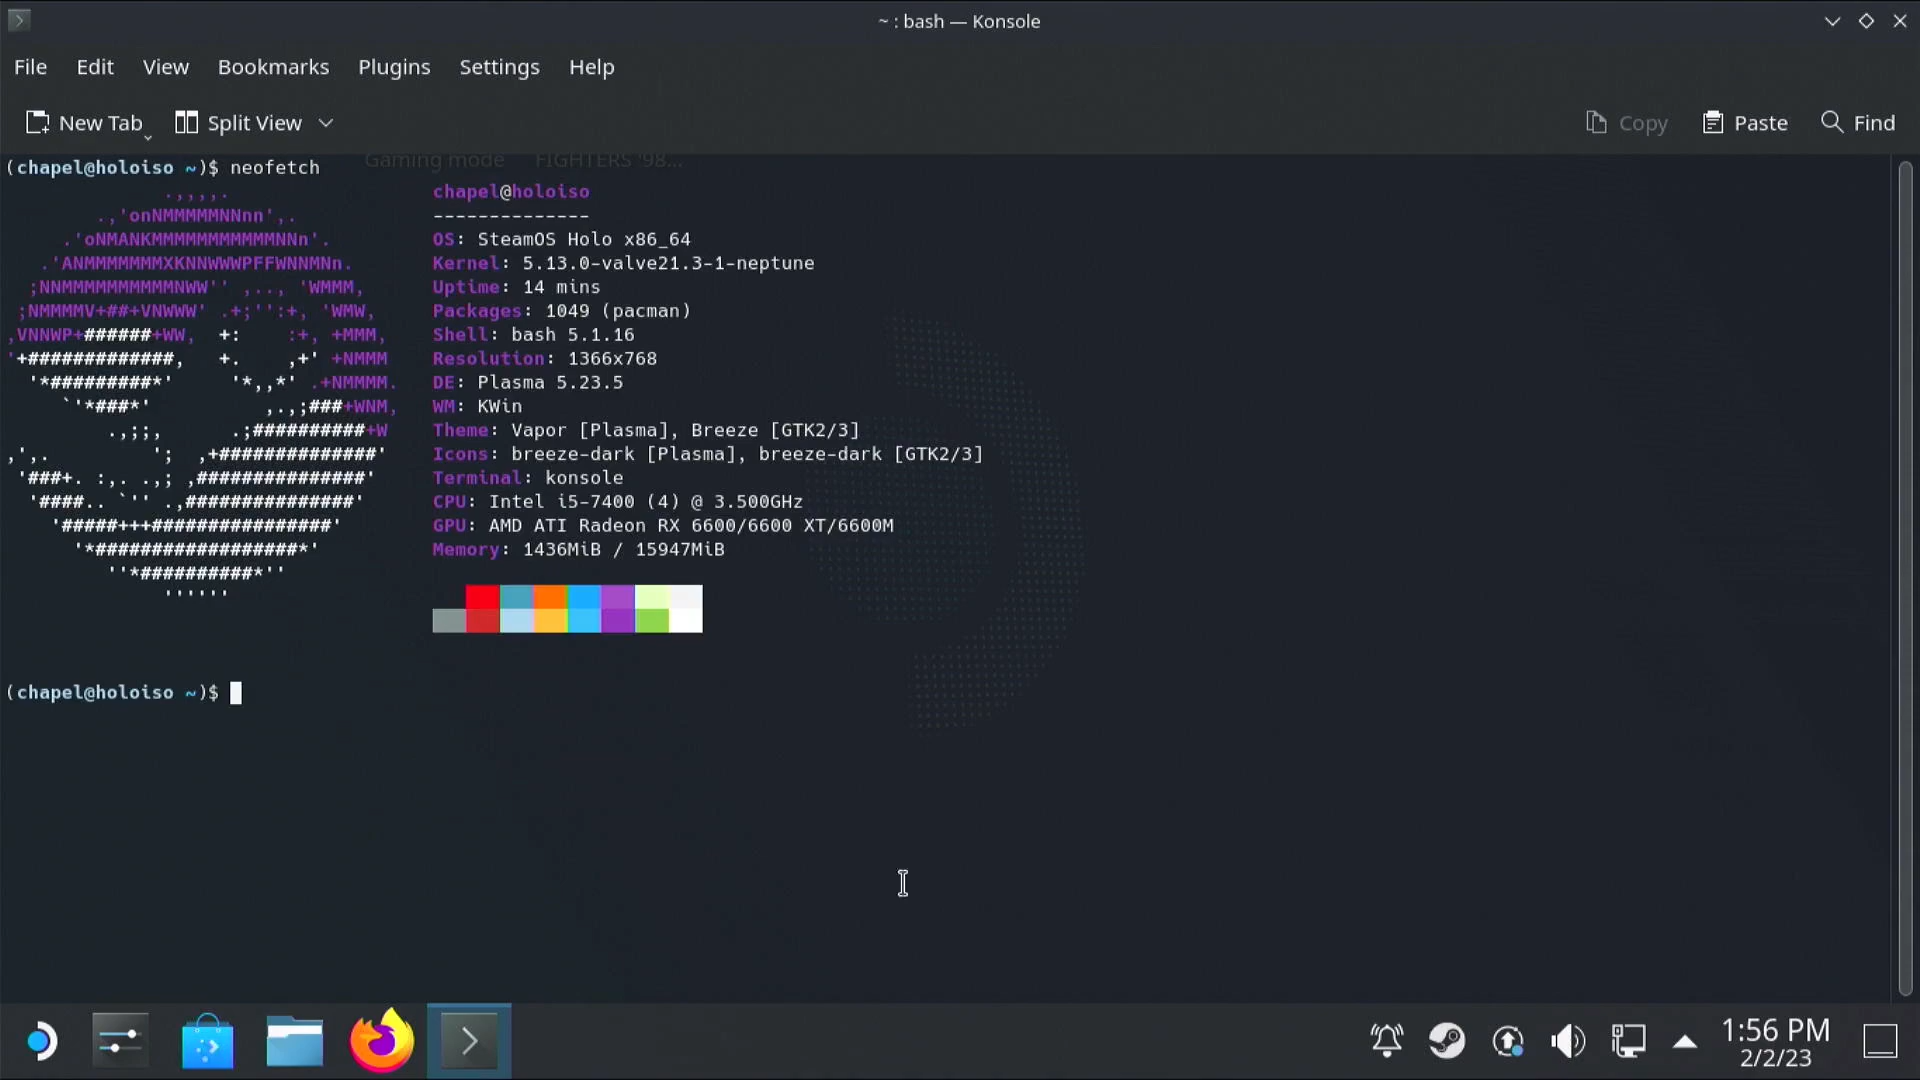 ~ : bash — Konsole
File Edit View Bookmarks Plugins Settings Help
New Tab Split View Copy Paste Find
Gaming mode FIGHTERS '98...
(chapel@holoiso ~)$ neofetch
chapel@holoiso
--------------
OS: SteamOS Holo x86_64
Kernel: 5.13.0-valve21.3-1-neptune
Uptime: 14 mins
Packages: 1049 (pacman)
Shell: bash 5.1.16
Resolution: 1366x768
DE: Plasma 5.23.5
WM: KWin
Theme: Vapor [Plasma], Breeze [GTK2/3]
Icons: breeze-dark [Plasma], breeze-dark [GTK2/3]
Terminal: konsole
CPU: Intel i5-7400 (4) @ 3.500GHz
GPU: AMD ATI Radeon RX 6600/6600 XT/6600M
Memory: 1436MiB / 15947MiB
(chapel@holoiso ~)$
1:56 PM
2/2/23